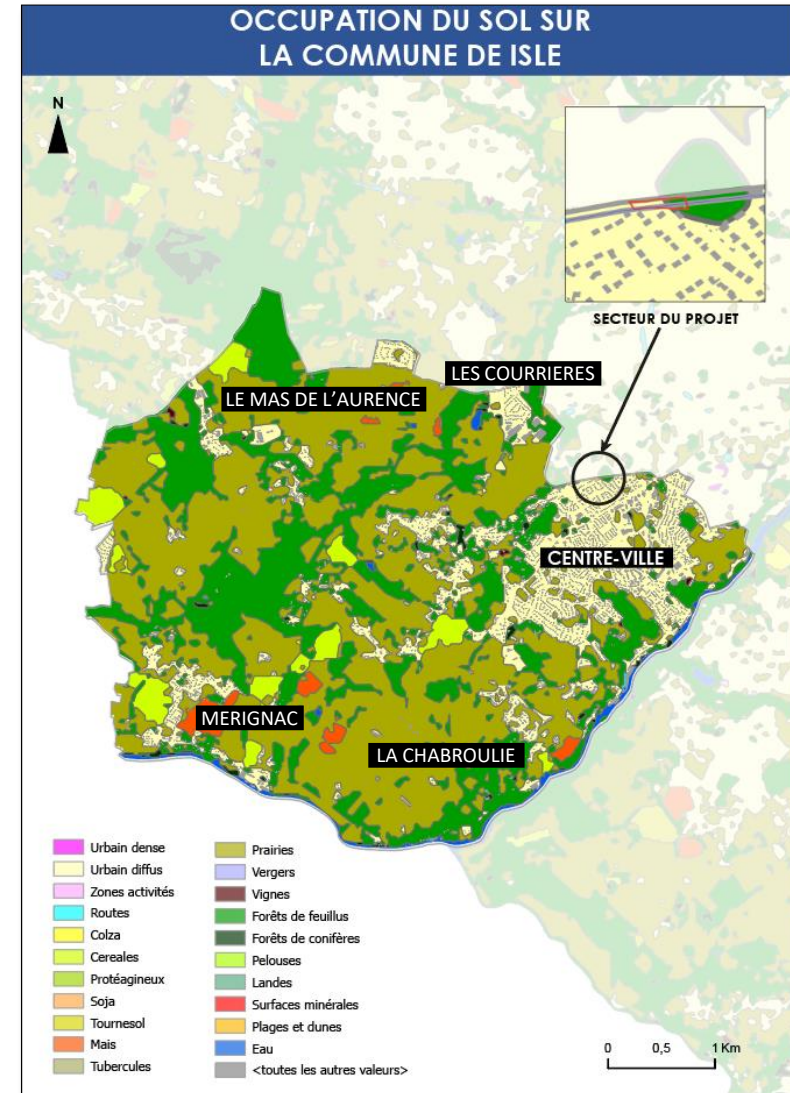 OCCUPATION DU SOL SUR
LA COMMUNE DE ISLE
N
SECTEUR DU PROJET
LES COURRIERES
LE MAS DE L'AURENCE
CENTRE-VILLE
MERIGNAC
LA CHABROULIE
Urbain dense
Urbain diffus
Zones activités
Routes
Colza
Cereales
Protéagineux
Soja
Tournesol
Mais
Tubercules
Prairies
Vergers
Vignes
Forêts de feuillus
Forêts de conifères
Pelouses
Landes
Surfaces minérales
Plages et dunes
Eau
<toutes les autres valeurs>
0 0,5 1 Km